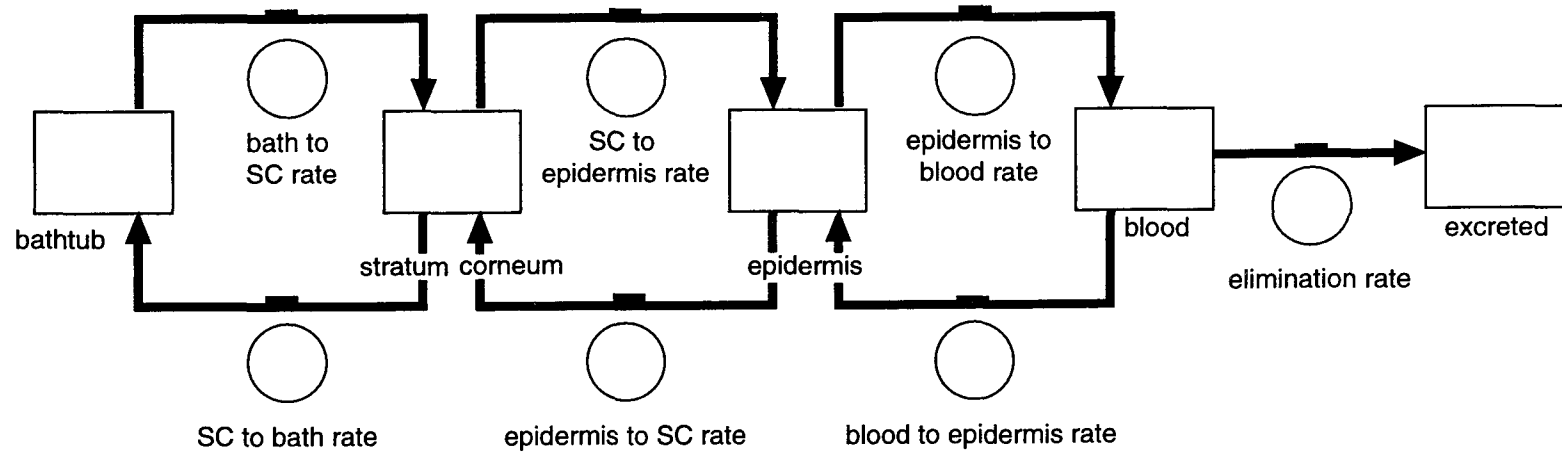 bath to
SC rate
SC to
epidermis rate
epidermis to
blood rate
bathtub
stratum corneum
epidermis
blood
excreted
elimination rate
SC to bath rate
epidermis to SC rate
blood to epidermis rate